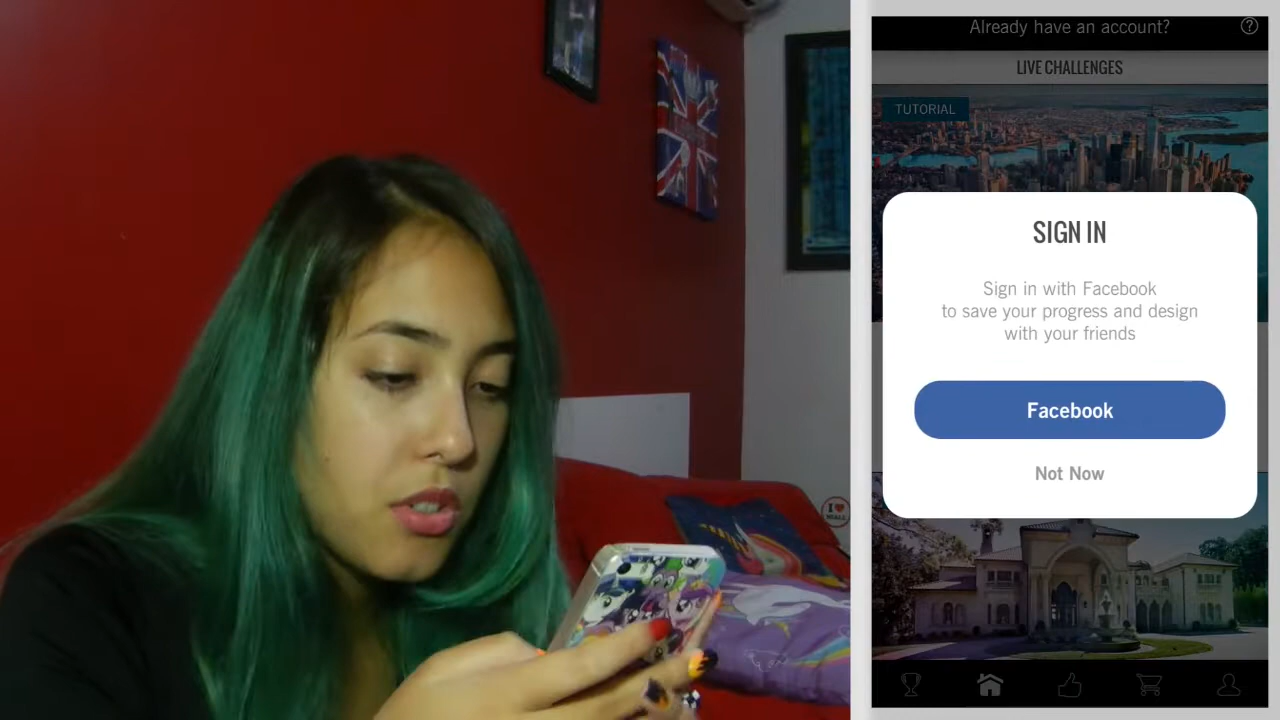 Already have an account?
LIVE CHALLENGES
TUTORIAL
SIGN IN
Sign in with Facebook
to save your progress and design
with your friends
Facebook
Not Now
I ♥